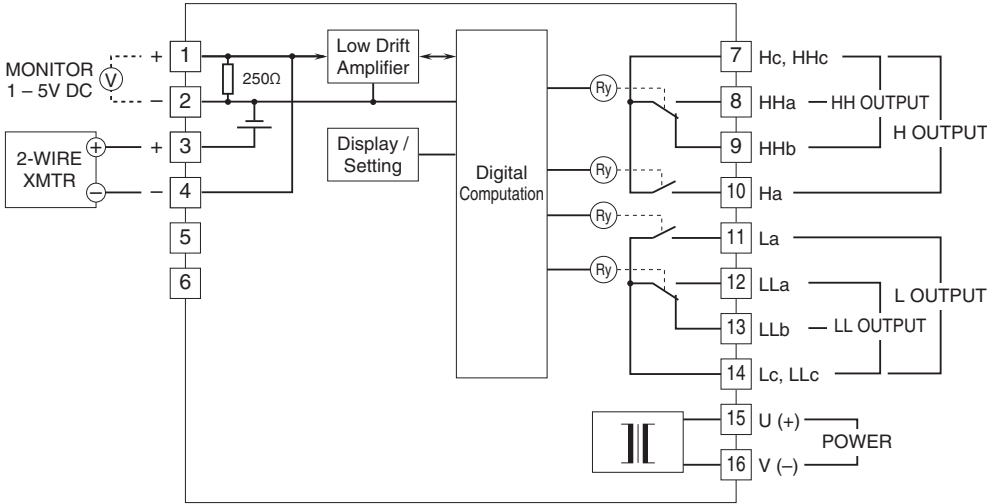 MONITOR
1 – 5V DC
V
+
–
2-WIRE
XMTR
+
–
+
–
1
2
3
4
5
6
250Ω
Low Drift
Amplifier
Display /
Setting
Digital
Computation
Ry
Ry
Ry
Ry
7 Hc, HHc
8 HHa
9 HHb
10 Ha
11 La
12 LLa
13 LLb
14 Lc, LLc
15 U (+)
16 V (–)
HH OUTPUT
H OUTPUT
L OUTPUT
LL OUTPUT
POWER